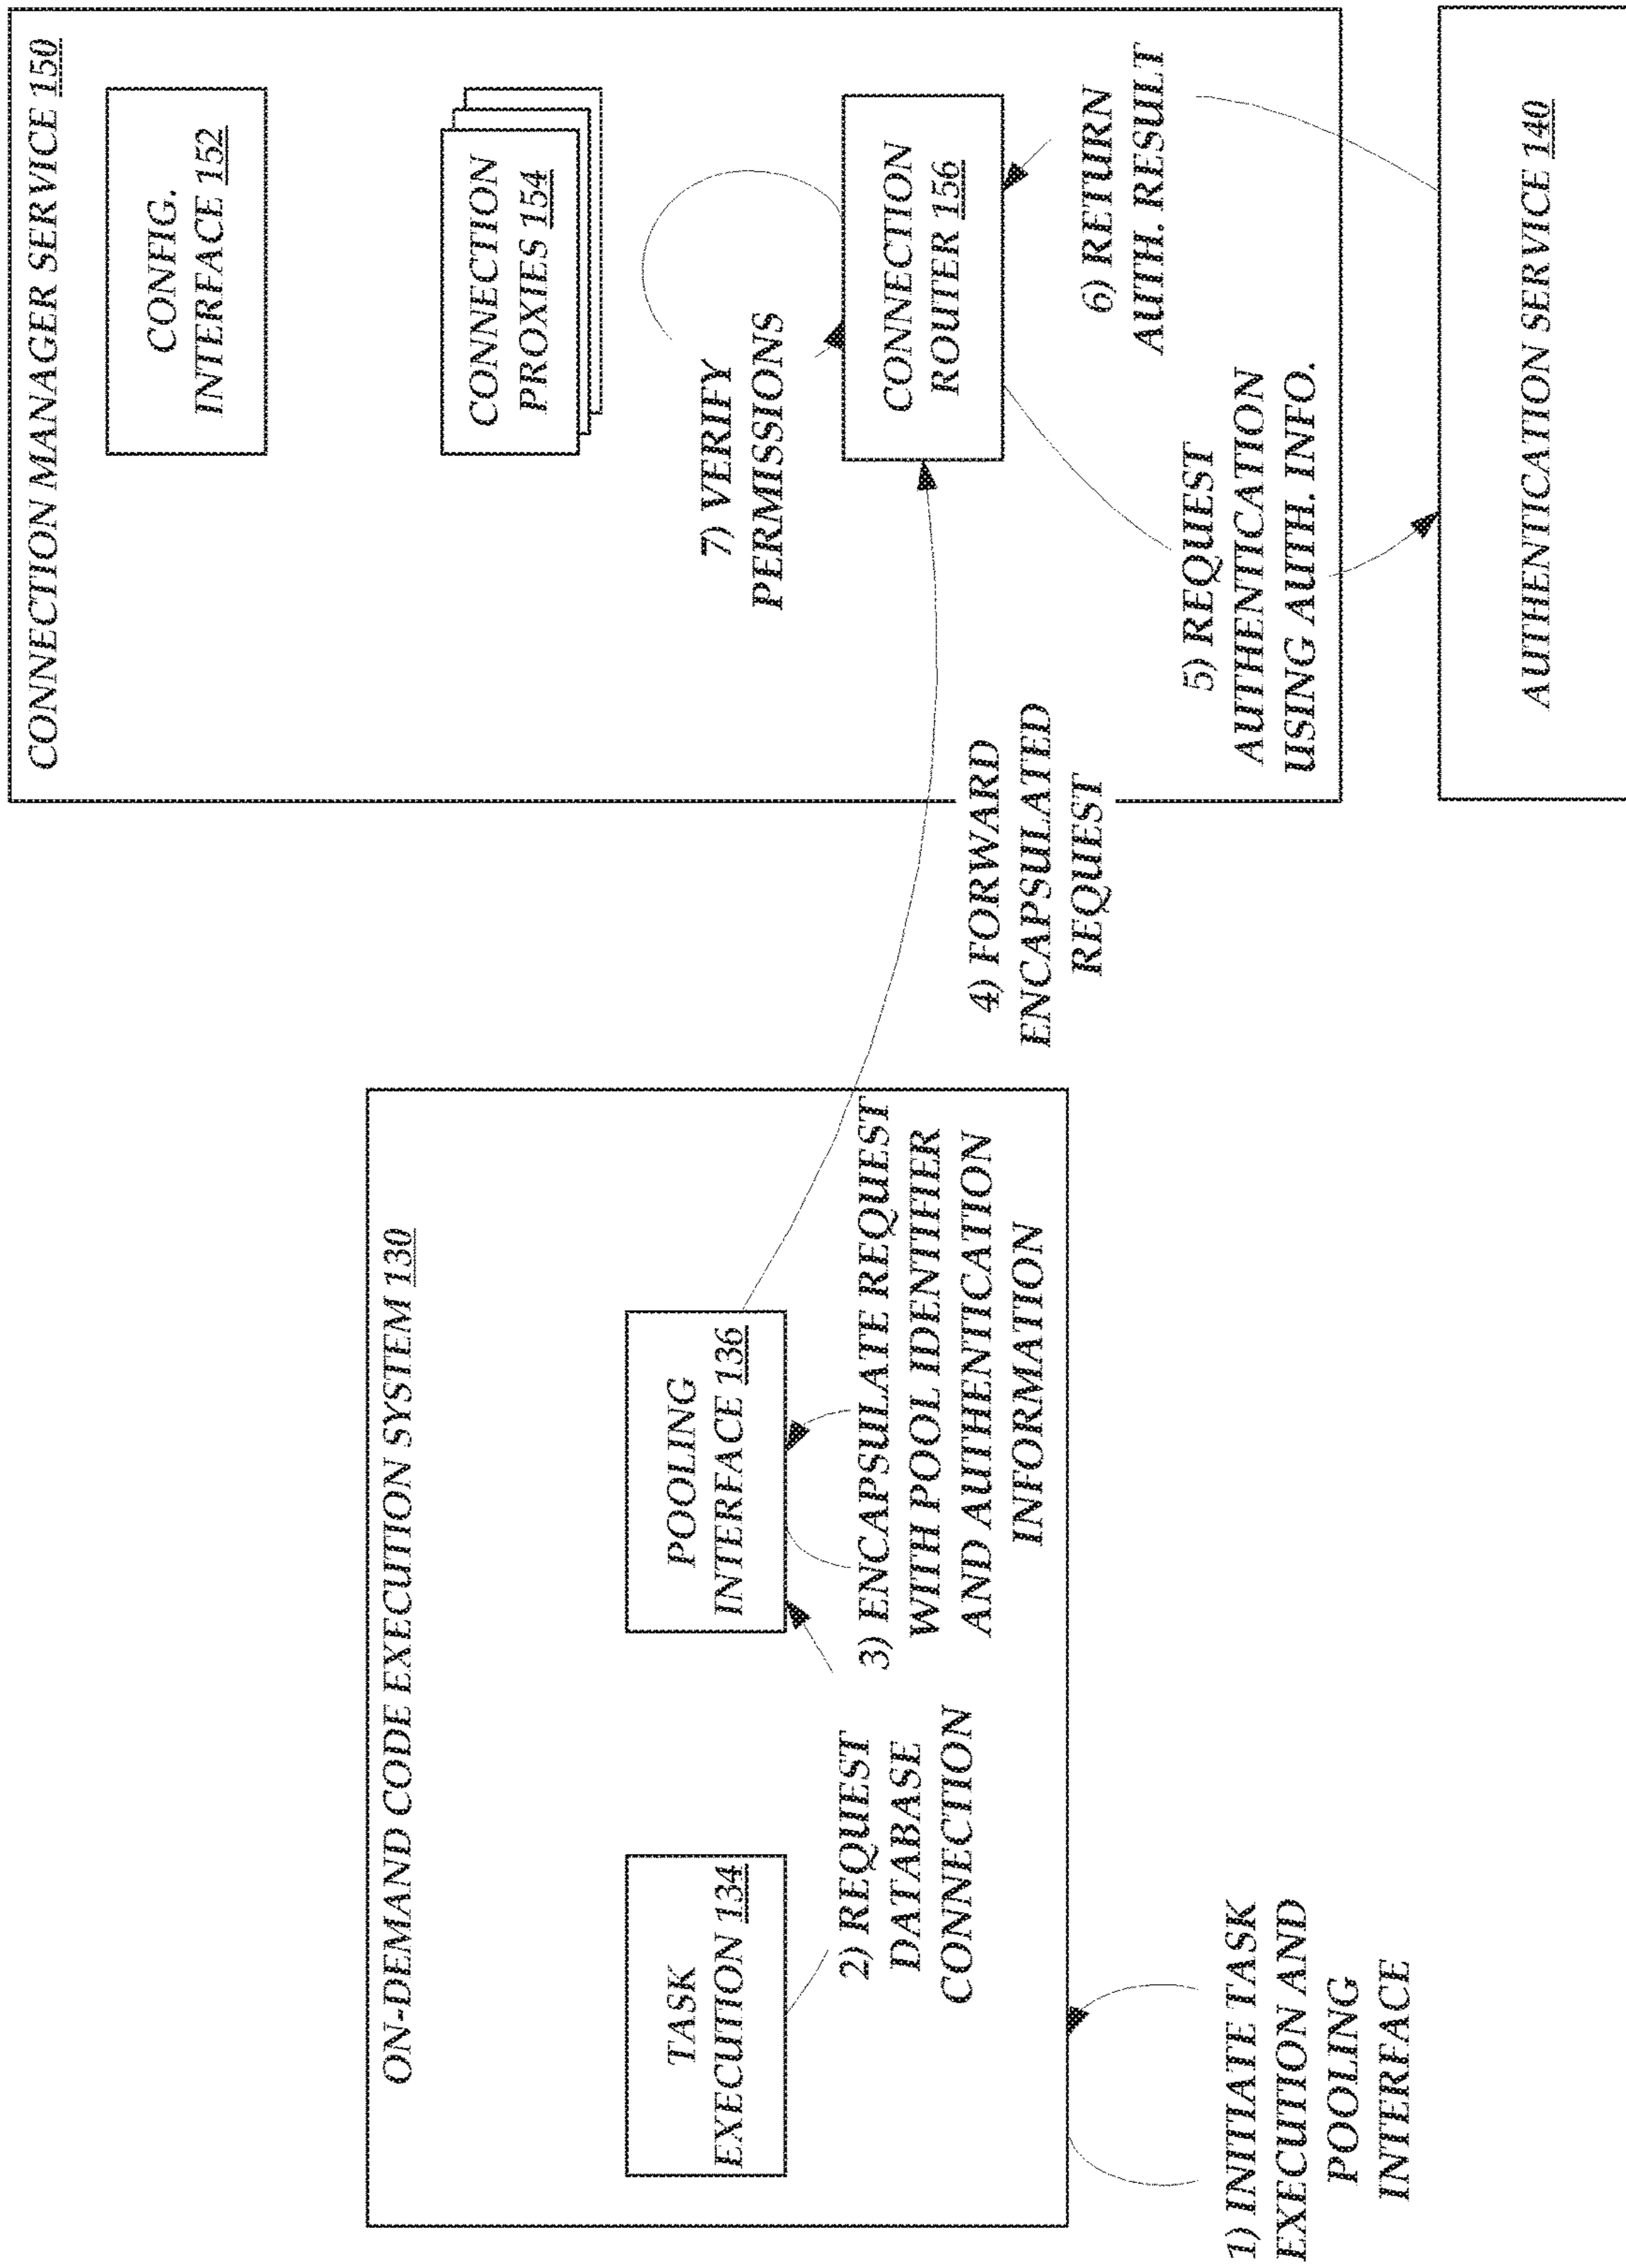 ON-DEMAND CODE EXECUTION SYSTEM 130
TASK
EXECUTION 134
POOLING
INTERFACE 136
1) INITIATE TASK
EXECUTION AND
POOLING
INTERFACE
2) REQUEST
DATABASE
CONNECTION
3) ENCAPSULATE REQUEST
WITH POOL IDENTIFIER
AND AUTHENTICATION
INFORMATION
4) FORWARD
ENCAPSULATED
REQUEST
CONNECTION MANAGER SERVICE 150
CONFIG.
INTERFACE 152
CONNECTION
PROXIES 154
7) VERIFY
PERMISSIONS
CONNECTION
ROUTER 156
5) REQUEST
AUTHENTICATION
USING AUTH. INFO.
6) RETURN
AUTH. RESULT
AUTHENTICATION SERVICE 140